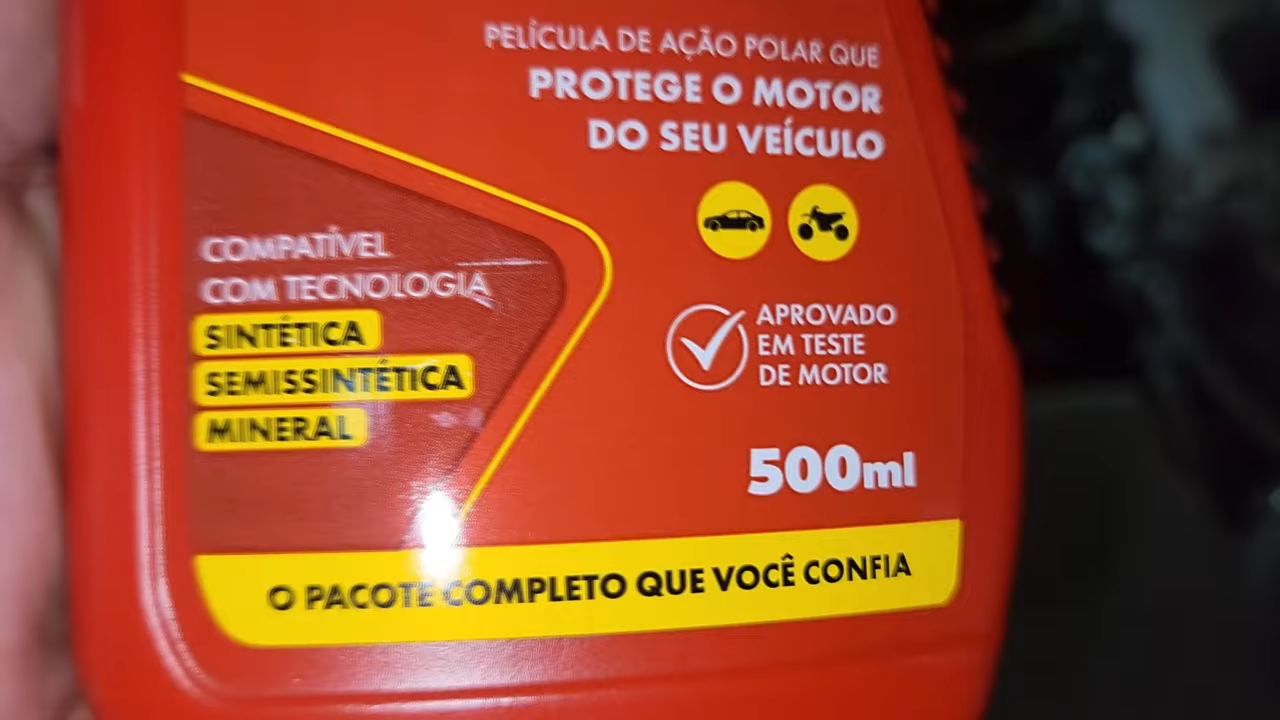 PELÍCULA DE AÇÃO POLAR QUE
PROTEGE O MOTOR
DO SEU VEÍCULO
COMPATÍVEL
COM TECNOLOGIA
SINTÉTICA
SEMISSINTÉTICA
MINERAL
APROVADO
EM TESTE
DE MOTOR
500ml
O PACOTE COMPLETO QUE VOCÊ CONFIA